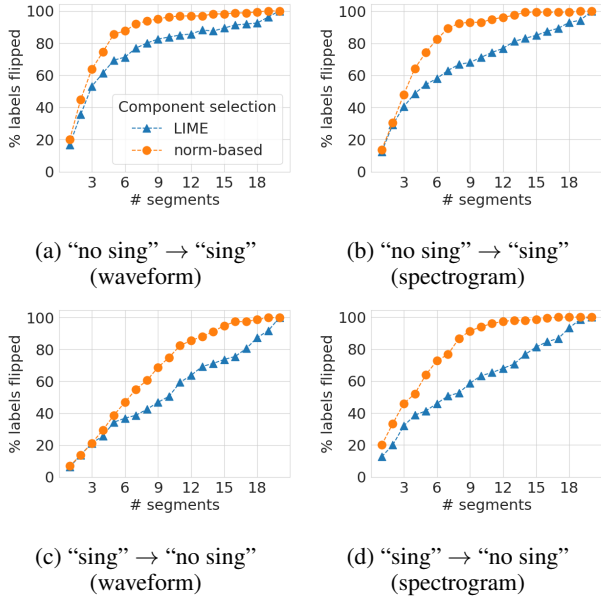 100
80
60
40
20
0
% labels flipped
Component selection
LIME
norm-based
3 6 9 12 15 18
# segments
100
80
60
40
20
0
% labels flipped
3 6 9 12 15 18
# segments
(a) “no sing” → “sing”
(waveform)
(b) “no sing” → “sing”
(spectrogram)
100
80
60
40
20
0
% labels flipped
3 6 9 12 15 18
# segments
100
80
60
40
20
0
% labels flipped
3 6 9 12 15 18
# segments
(c) “sing” → “no sing”
(waveform)
(d) “sing” → “no sing”
(spectrogram)